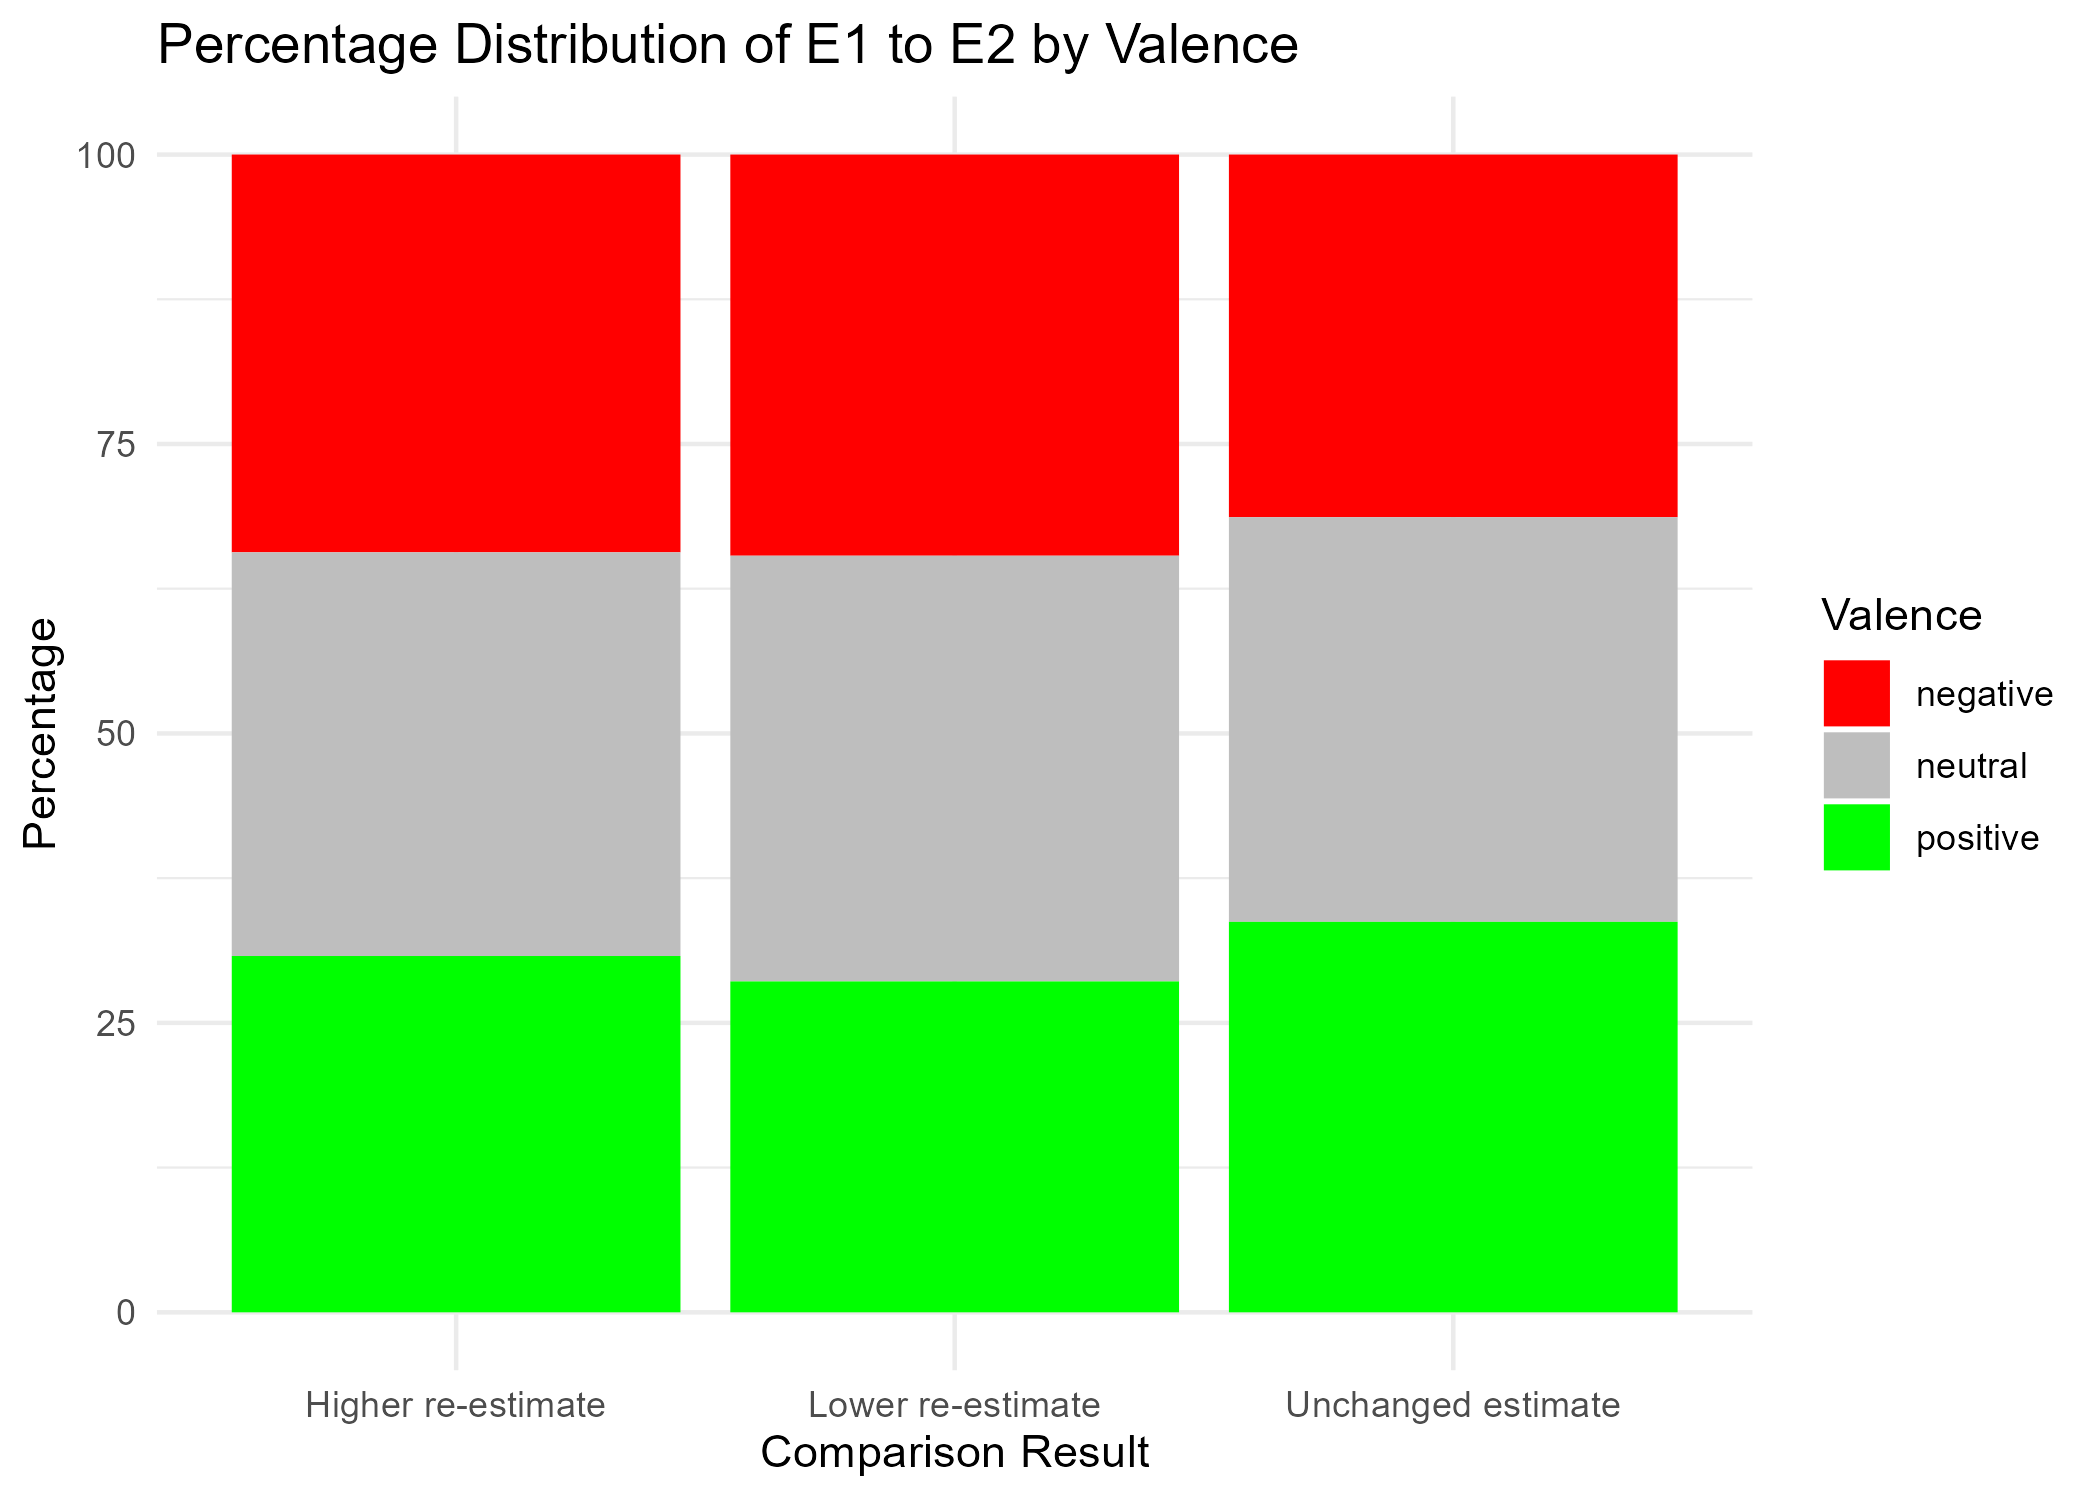 Percentage Distribution of E1 to E2 by Valence
100
75
50
25
0
Percentage
Higher re-estimate
Lower re-estimate
Unchanged estimate
Comparison Result
Valence
negative
neutral
positive